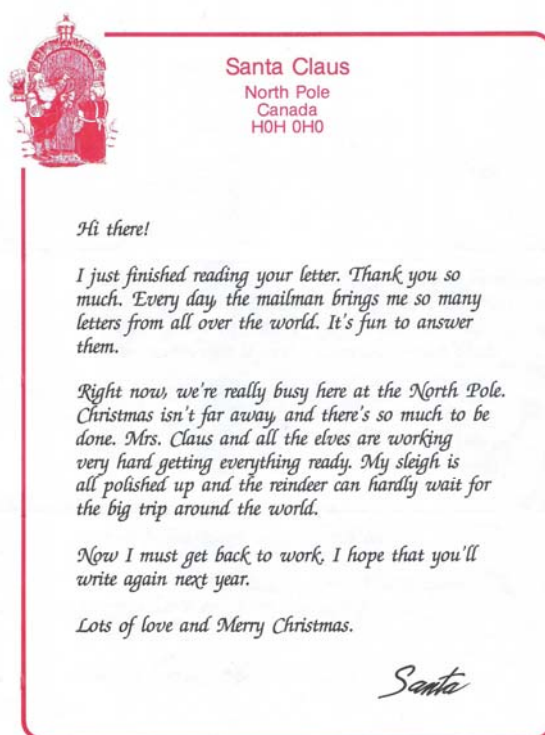 Santa Claus
North Pole
Canada
H0H 0H0
Hi there!
I just finished reading your letter. Thank you so
much. Every day, the mailman brings me so many
letters from all over the world. It's fun to answer
them.
Right now, we're really busy here at the North Pole.
Christmas isn't far away, and there's so much to be
done. Mrs. Claus and all the elves are working
very hard getting everything ready. My sleigh is
all polished up and the reindeer can hardly wait for
the big trip around the world.
Now I must get back to work. I hope that you'll
write again next year.
Lots of love and Merry Christmas.
Santa